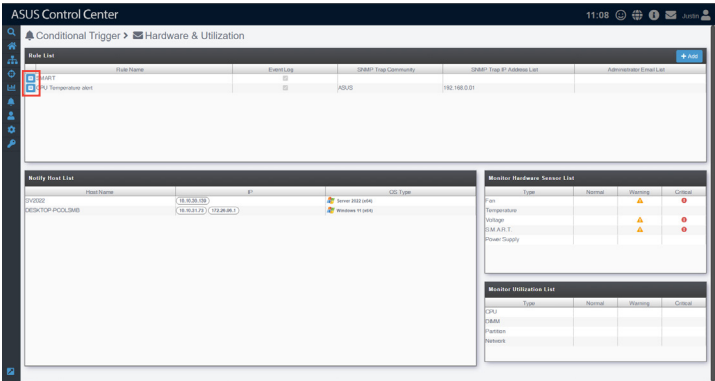 ASUS Control Center
11:08
Justin
Conditional Trigger > Hardware & Utilization
Rule List
Add
Rule Name Event Log SNMP Trap Community SNMP Trap IP Address List Administrator Email List
SMART
CPU Temperature alert ASUS 192.168.0.01
Notify Host List
Host Name IP OS Type
SV2022 10.10.30.139 Server 2022 (x64)
DESKTOP-PCOLSMB 10.10.31.73 172.20.96.1 Windows 11 (x64)
Monitor Hardware Sensor List
Type Normal Warning Critical
Fan
Temperature
Voltage
S.M.A.R.T.
Power Supply
Monitor Utilization List
Type Normal Warning Critical
CPU
DIMM
Partition
Network